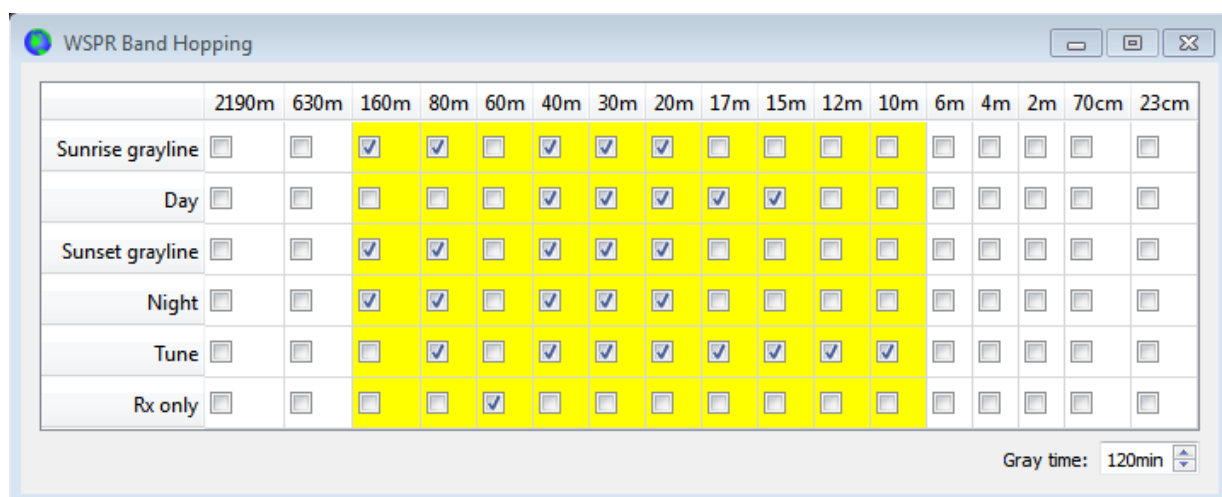 WSPR Band Hopping
2190m 630m 160m 80m 60m 40m 30m 20m 17m 15m 12m 10m 6m 4m 2m 70cm 23cm
Sunrise grayline
Day
Sunset grayline
Night
Tune
Rx only
Gray time: 120min